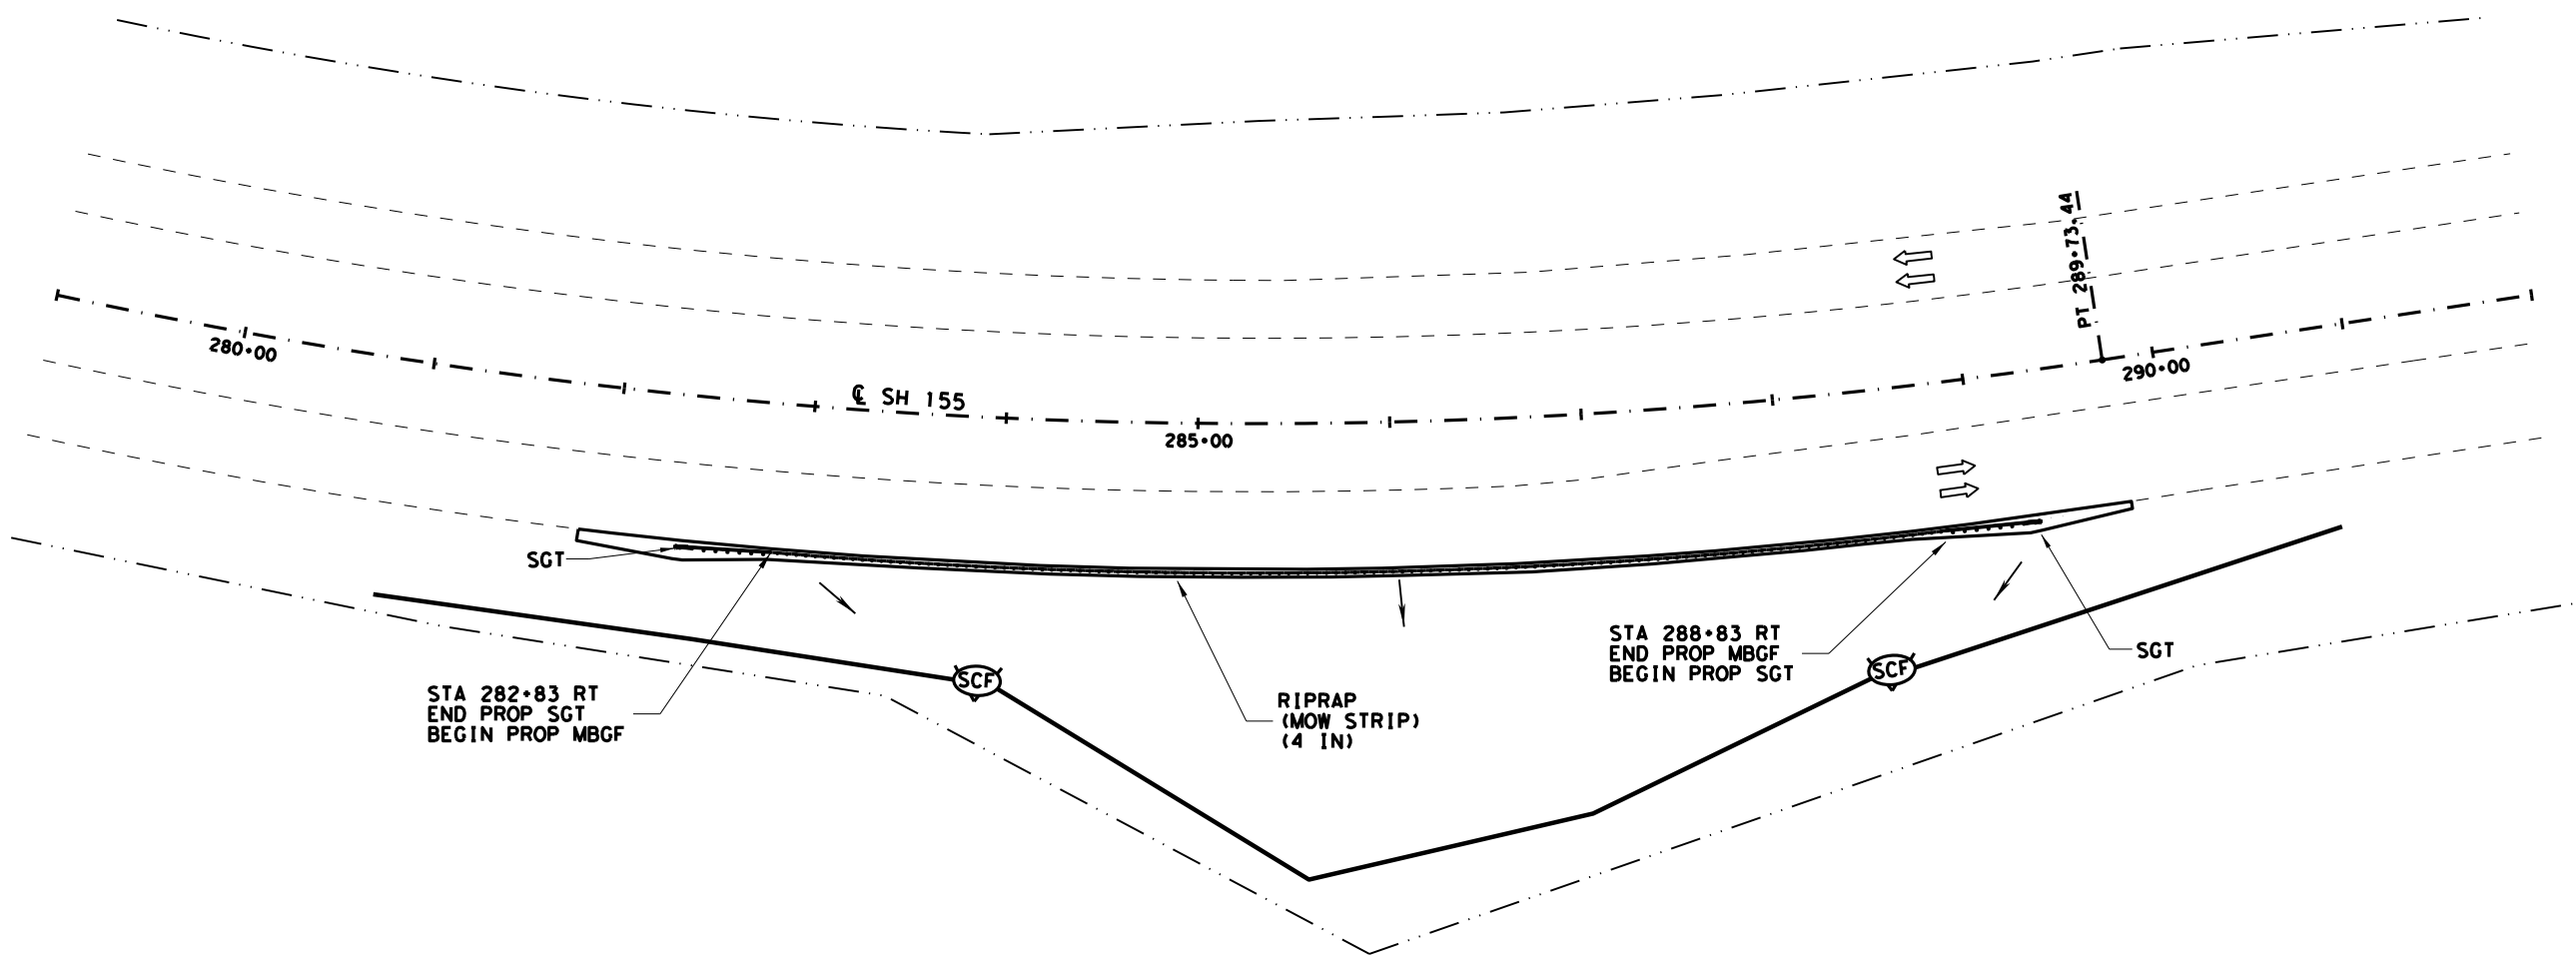 PT 289+73.44
280+00
℄ SH 155
285+00
290+00
SGT
STA 282+83 RT
END PROP SGT
BEGIN PROP MBGF
SCF
RIPRAP
(MOW STRIP)
(4 IN)
STA 288+83 RT
END PROP MBGF
BEGIN PROP SGT
SCF
SGT